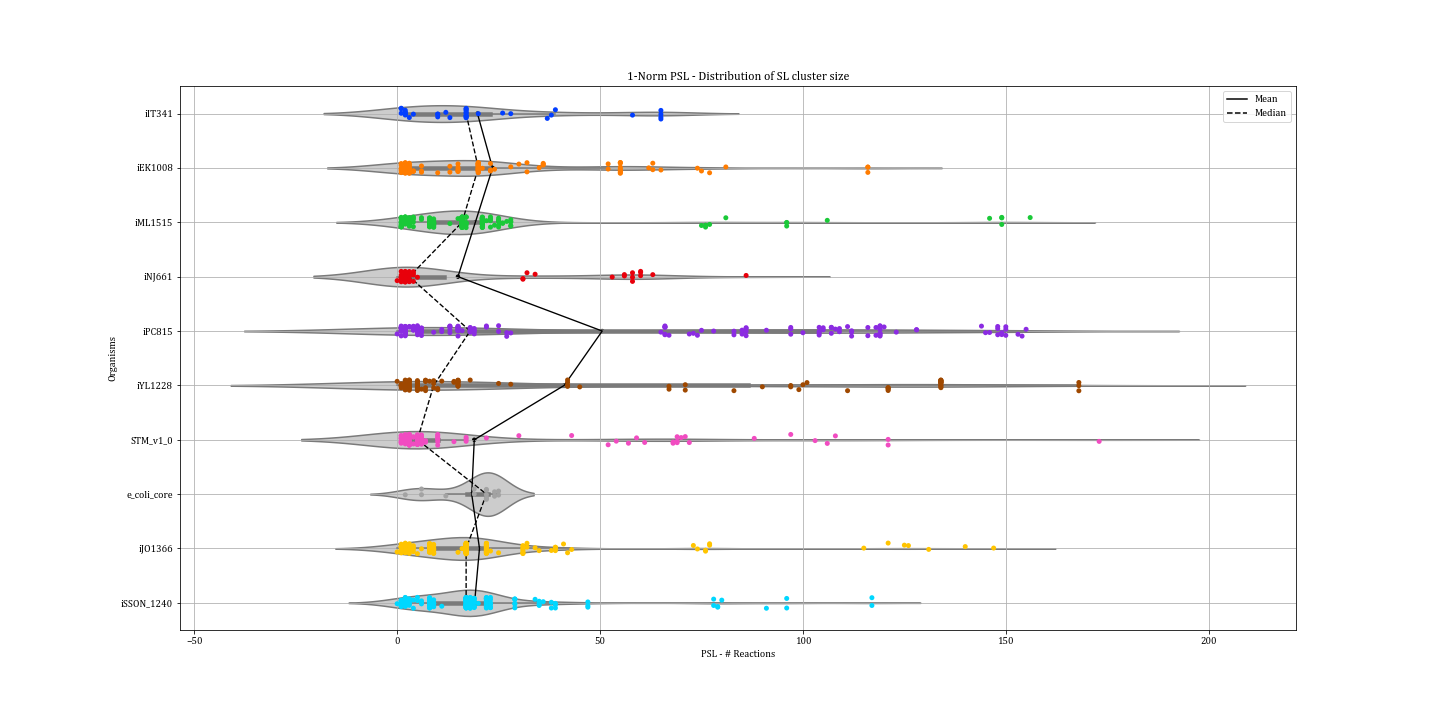 1-Norm PSL - Distribution of SL cluster size
Mean
Median
iIT341
iEK1008
iML1515
iNJ661
iPC815
iYL1228
STM_v1_0
e_coli_core
iJO1366
iSSON_1240
Organisms
−50
0
50
100
150
200
PSL - # Reactions